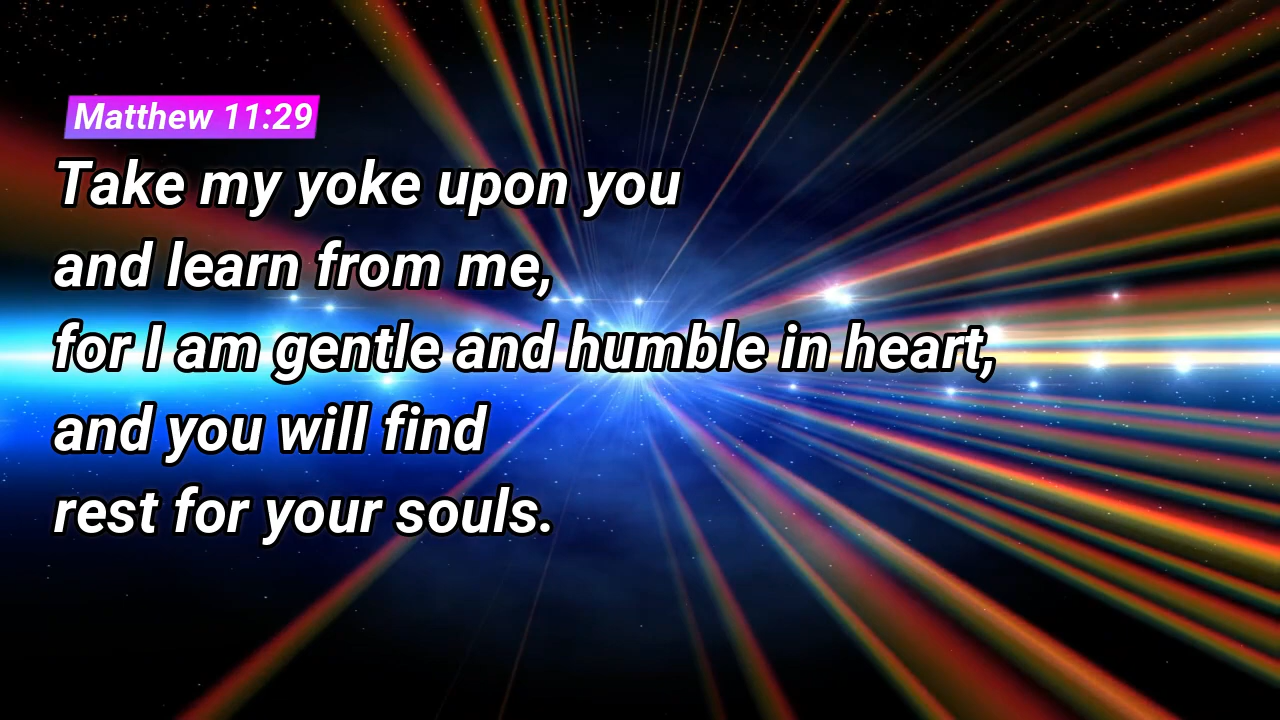 Matthew 11:29
Take my yoke upon you
and learn from me,
for I am gentle and humble in heart,
and you will find
rest for your souls.